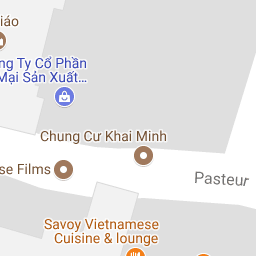 iáo
ng Ty Cổ Phần
Mại Sản Xuất...
Chung Cư Khai Minh
se Films
Pasteur
Savoy Vietnamese
Cuisine & lounge